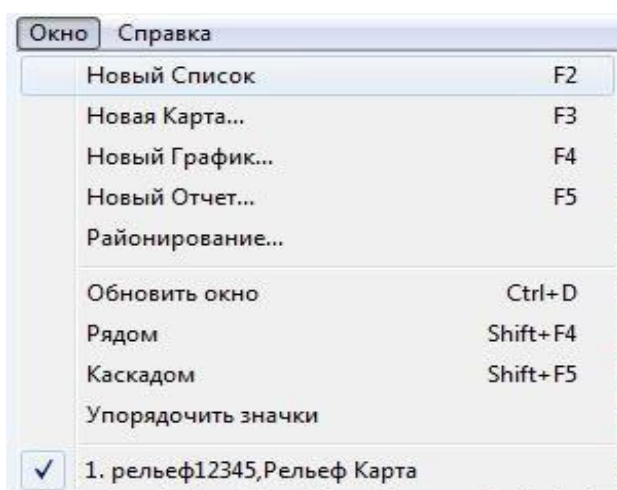 Окно Справка
Новый Список F2
Новая Карта... F3
Новый График... F4
Новый Отчет... F5
Районирование...
Обновить окно Ctrl+D
Рядом Shift+F4
Каскадом Shift+F5
Упорядочить значки
1. рельеф12345,Рельеф Карта